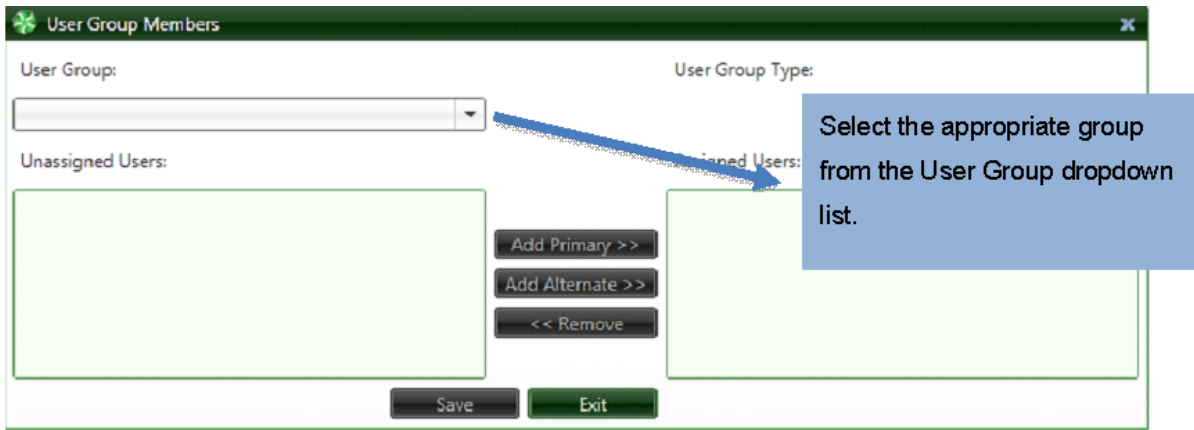 User Group Members
User Group:
User Group Type:
Select the appropriate group
from the User Group dropdown
list.
Unassigned Users:
Users:
Add Primary >>
Add Alternate >>
<< Remove
Save
Exit